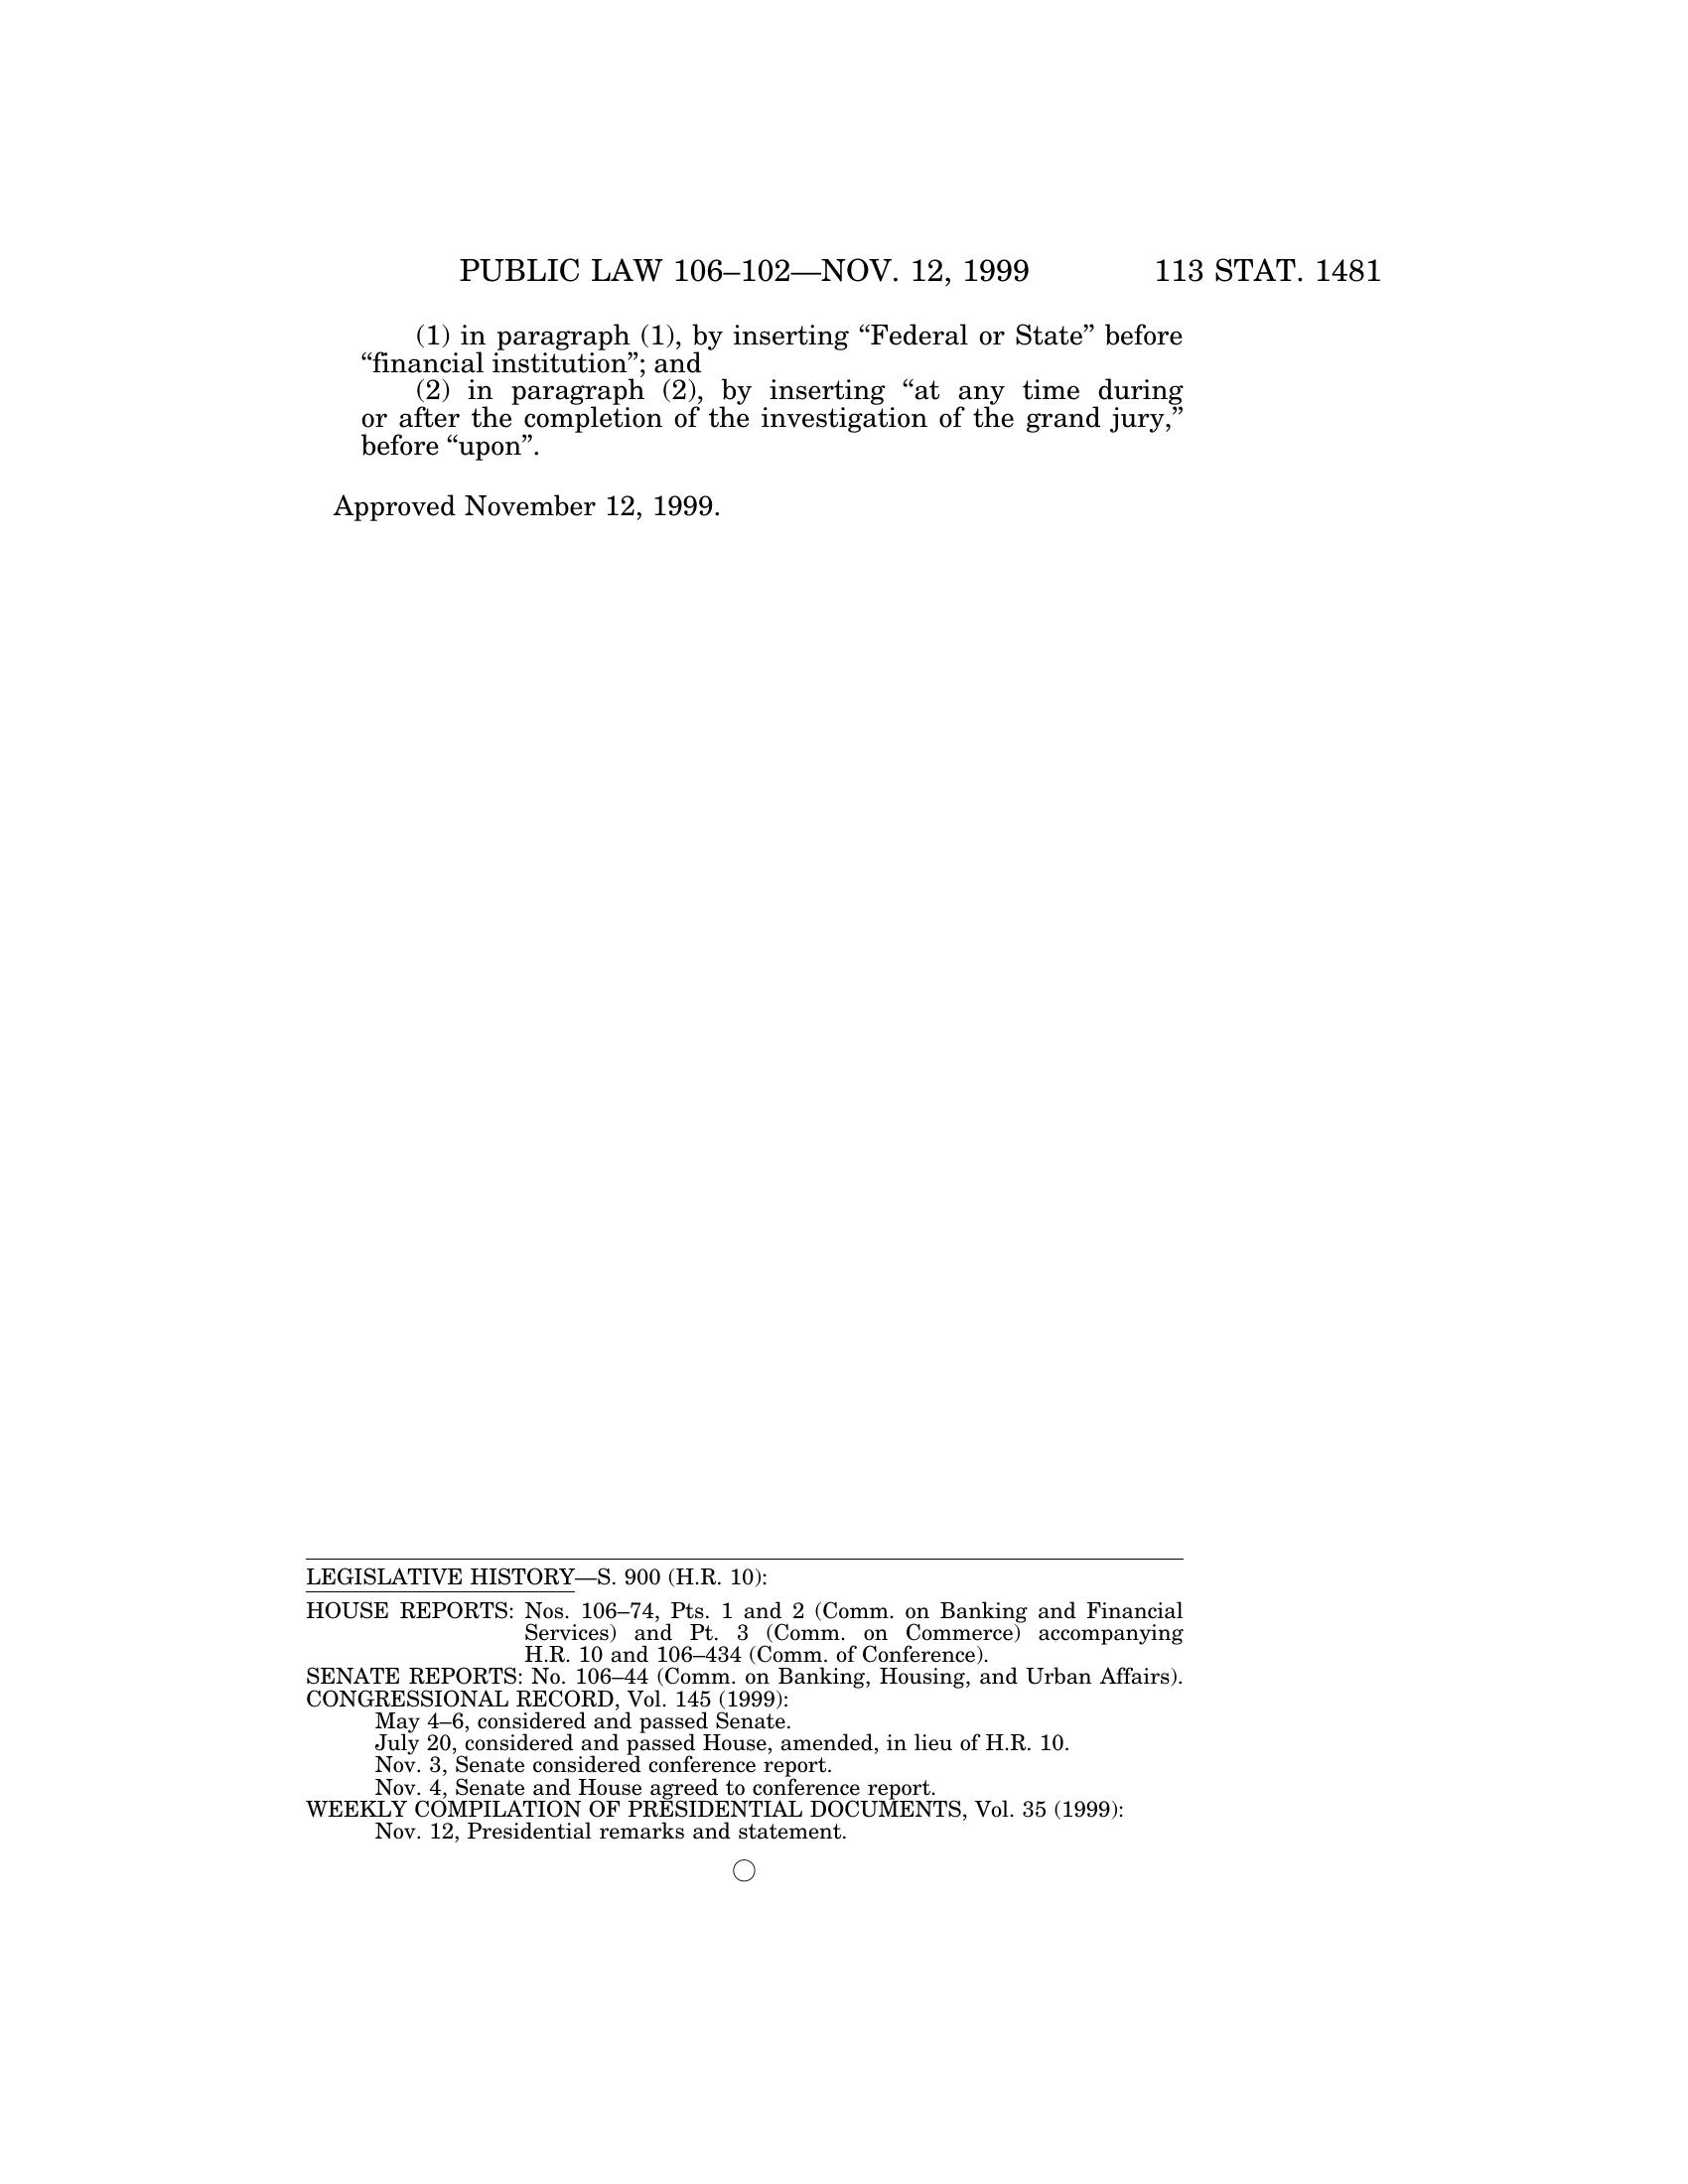 PUBLIC LAW 106–102—NOV. 12, 1999 113 STAT. 1481
(1) in paragraph (1), by inserting “Federal or State” before
“financial institution”; and
(2) in paragraph (2), by inserting “at any time during
or after the completion of the investigation of the grand jury,”
before “upon”.
Approved November 12, 1999.
LEGISLATIVE HISTORY—S. 900 (H.R. 10):
HOUSE REPORTS: Nos. 106–74, Pts. 1 and 2 (Comm. on Banking and Financial
Services) and Pt. 3 (Comm. on Commerce) accompanying
H.R. 10 and 106–434 (Comm. of Conference).
SENATE REPORTS: No. 106–44 (Comm. on Banking, Housing, and Urban Affairs).
CONGRESSIONAL RECORD, Vol. 145 (1999):
May 4–6, considered and passed Senate.
July 20, considered and passed House, amended, in lieu of H.R. 10.
Nov. 3, Senate considered conference report.
Nov. 4, Senate and House agreed to conference report.
WEEKLY COMPILATION OF PRESIDENTIAL DOCUMENTS, Vol. 35 (1999):
Nov. 12, Presidential remarks and statement.